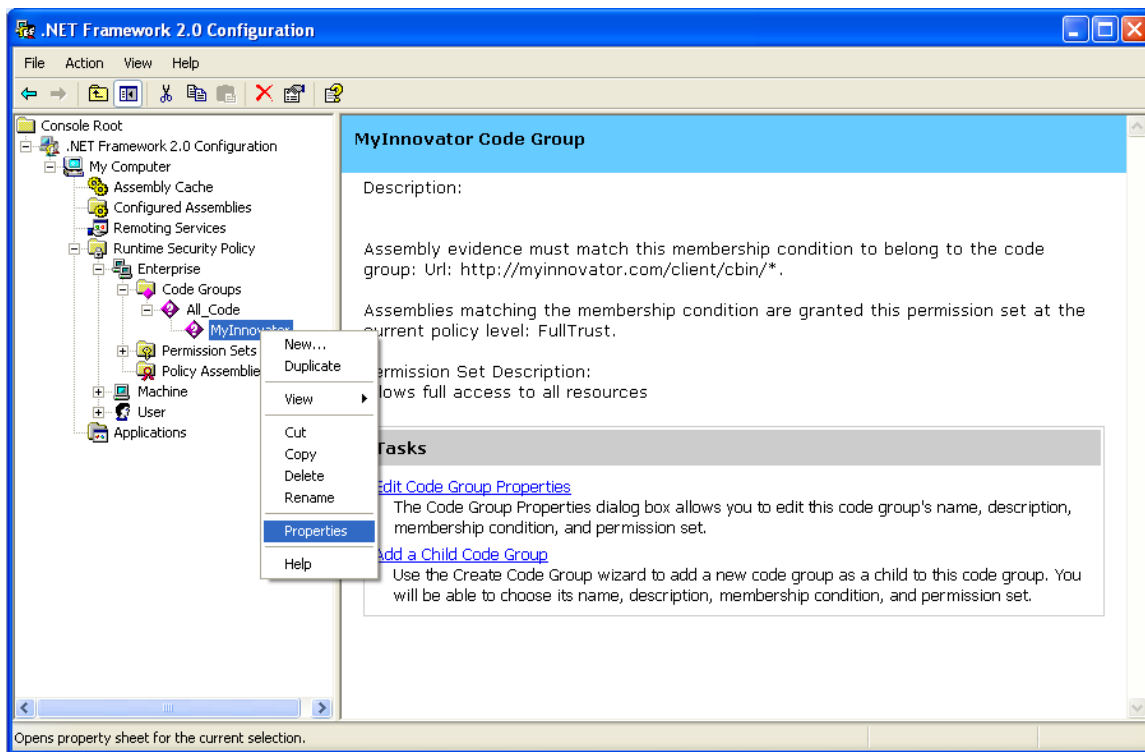 .NET Framework 2.0 Configuration
File Action View Help
Console Root
.NET Framework 2.0 Configuration
My Computer
Assembly Cache
Configured Assemblies
Remoting Services
Runtime Security Policy
Enterprise
Code Groups
All_Code
MyInnovator
Permission Sets
Policy Assemblie
Machine
User
Applications
New...
Duplicate
View
Cut
Copy
Delete
Rename
Properties
Help
MyInnovator Code Group
Description:
Assembly evidence must match this membership condition to belong to the code
group: Url: http://myinnovator.com/client/cbin/*.
Assemblies matching the membership condition are granted this permission set at the
current policy level: FullTrust.
ermission Set Description:
llows full access to all resources
Tasks
Edit Code Group Properties
The Code Group Properties dialog box allows you to edit this code group's name, description,
membership condition, and permission set.
Add a Child Code Group
Use the Create Code Group wizard to add a new code group as a child to this code group. You
will be able to choose its name, description, membership condition, and permission set.
Opens property sheet for the current selection.